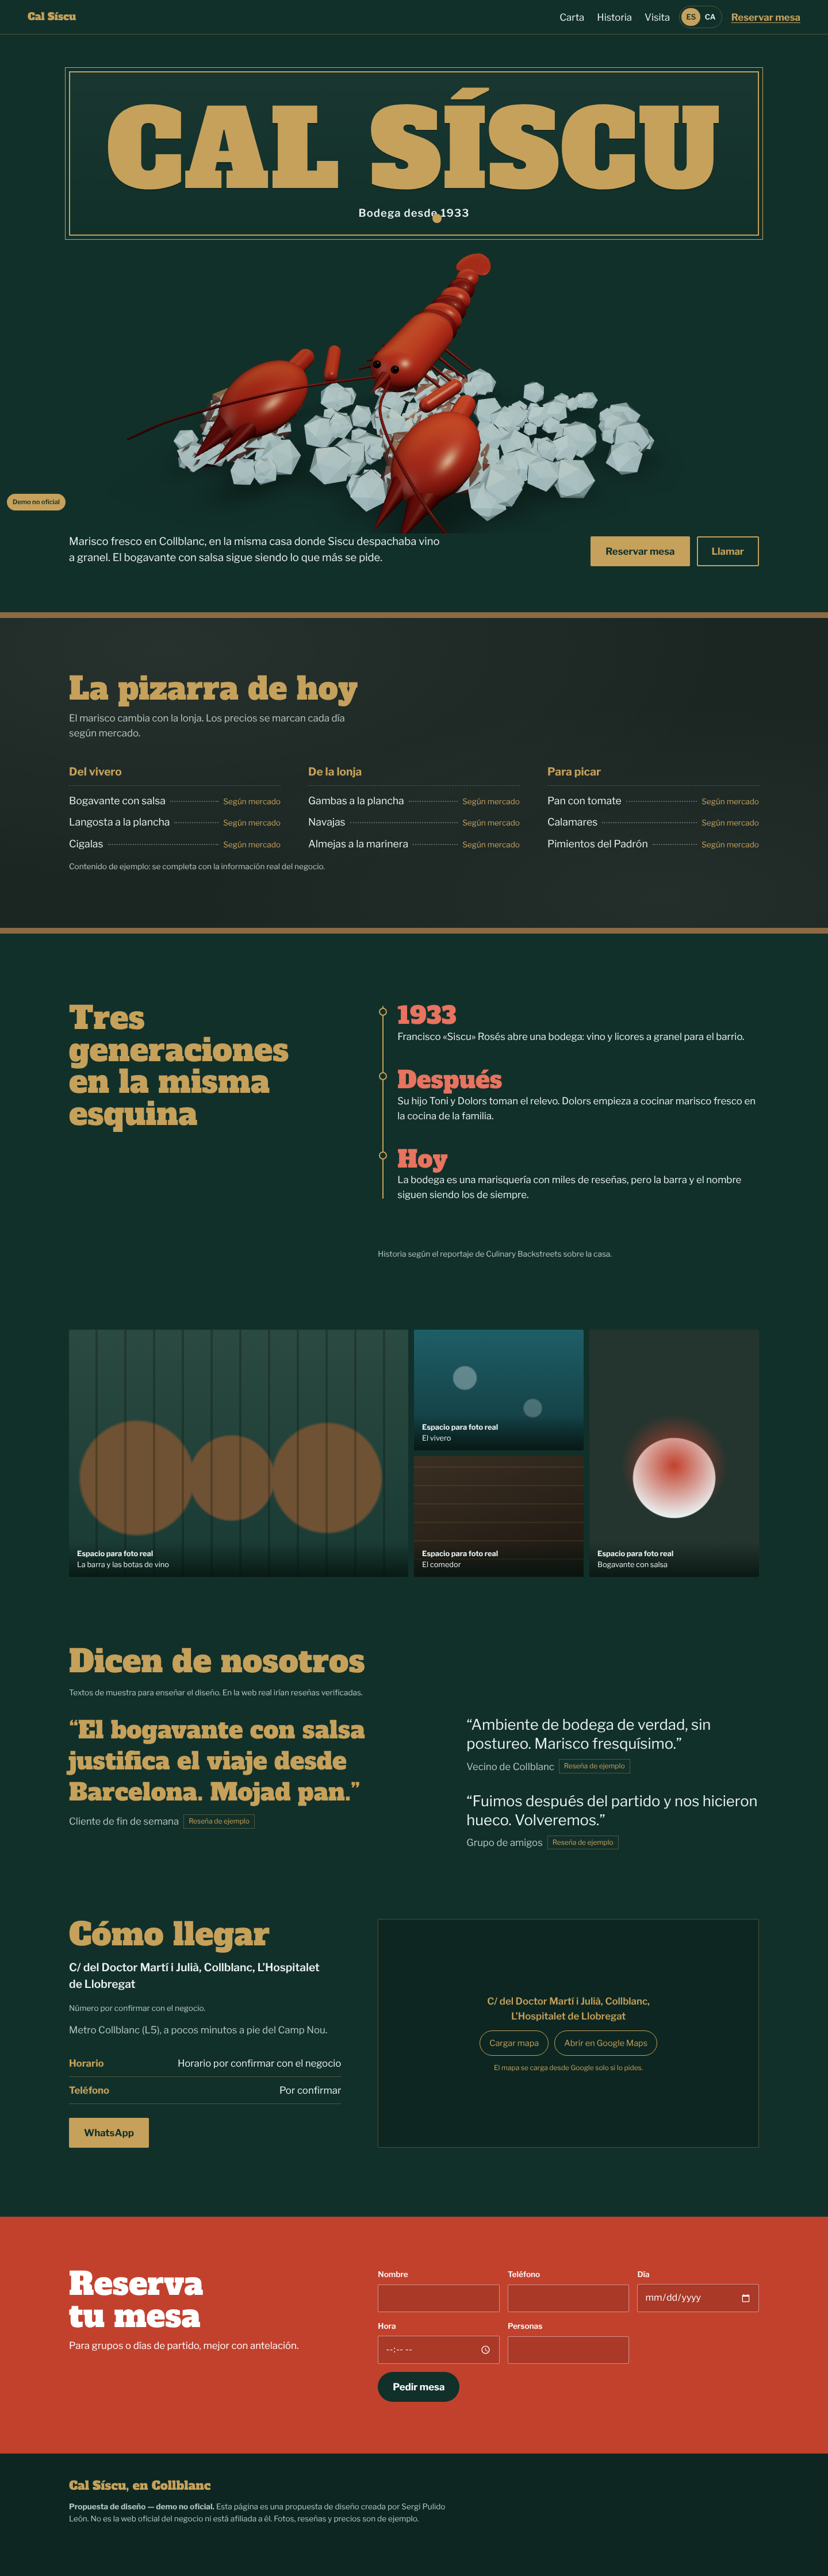 Cal Síscu
Carta Historia Visita ES CA Reservar mesa
CAL SÍSCU
Bodega desde 1933
Demo no oficial
Marisco fresco en Collblanc, en la misma casa donde Siscu despachaba vino
a granel. El bogavante con salsa sigue siendo lo que más se pide.
Reservar mesa Llamar
La pizarra de hoy
El marisco cambia con la lonja. Los precios se marcan cada día
según mercado.
Del vivero
Bogavante con salsa Según mercado
Langosta a la plancha Según mercado
Cigalas Según mercado
De la lonja
Gambas a la plancha Según mercado
Navajas Según mercado
Almejas a la marinera Según mercado
Para picar
Pan con tomate Según mercado
Calamares Según mercado
Pimientos del Padrón Según mercado
Contenido de ejemplo: se completa con la información real del negocio.
Tres
generaciones
en la misma
esquina
1933
Francisco «Siscu» Rosés abre una bodega: vino y licores a granel para el barrio.
Después
Su hijo Toni y Dolors toman el relevo. Dolors empieza a cocinar marisco fresco en
la cocina de la familia.
Hoy
La bodega es una marisquería con miles de reseñas, pero la barra y el nombre
siguen siendo los de siempre.
Historia según el reportaje de Culinary Backstreets sobre la casa.
Espacio para foto real
La barra y las botas de vino
Espacio para foto real
El vivero
Espacio para foto real
El comedor
Espacio para foto real
Bogavante con salsa
Dicen de nosotros
Textos de muestra para enseñar el diseño. En la web real irían reseñas verificadas.
“El bogavante con salsa
justifica el viaje desde
Barcelona. Mojad pan.”
Cliente de fin de semana Reseña de ejemplo
“Ambiente de bodega de verdad, sin
postureo. Marisco fresquísimo.”
Vecino de Collblanc Reseña de ejemplo
“Fuimos después del partido y nos hicieron
hueco. Volveremos.”
Grupo de amigos Reseña de ejemplo
Cómo llegar
C/ del Doctor Martí i Julià, Collblanc, L’Hospitalet
de Llobregat
Número por confirmar con el negocio.
Metro Collblanc (L5), a pocos minutos a pie del Camp Nou.
Horario Horario por confirmar con el negocio
Teléfono Por confirmar
WhatsApp
C/ del Doctor Martí i Julià, Collblanc,
L’Hospitalet de Llobregat
Cargar mapa Abrir en Google Maps
El mapa se carga desde Google solo si lo pides.
Reserva
tu mesa
Para grupos o días de partido, mejor con antelación.
Nombre Teléfono Día
mm/dd/yyyy
Hora Personas
--:-- --
Pedir mesa
Cal Síscu, en Collblanc
Propuesta de diseño — demo no oficial. Esta página es una propuesta de diseño creada por Sergi Pulido
León. No es la web oficial del negocio ni está afiliada a él. Fotos, reseñas y precios son de ejemplo.